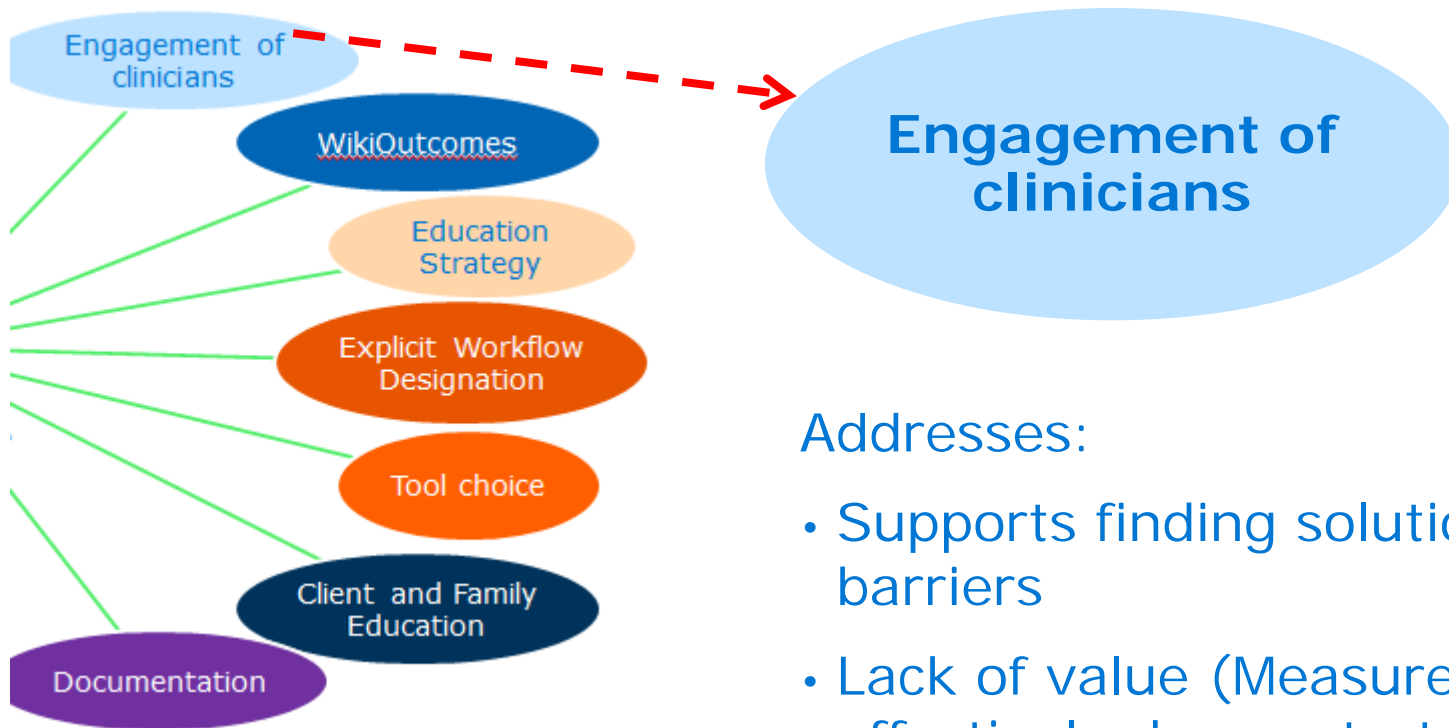 Engagement of
clinicians
WikiOutcomes
Education
Strategy
Explicit Workflow
Designation
Tool choice
Client and Family
Education
Documentation
Engagement of
clinicians
Addresses:
• Supports finding
barriers
• Lack of value (Measure